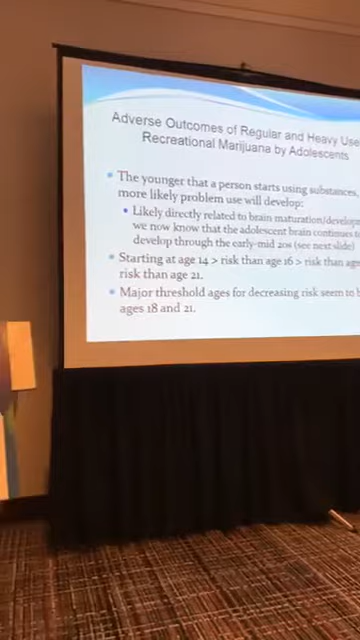 Adverse Outcomes of Regular and Heavy Use
Recreational Marijuana by Adolescents
• The younger that a person starts using substances,
more likely problem use will develop:
• Likely directly related to brain maturation/develop
we now know that the adolescent brain continues
develop through the early-mid 20s (see next slide)
• Starting at age 14 > risk than age 16 > risk than
risk than age 21.
• Major threshold ages for decreasing risk seem to
ages 18 and 21.